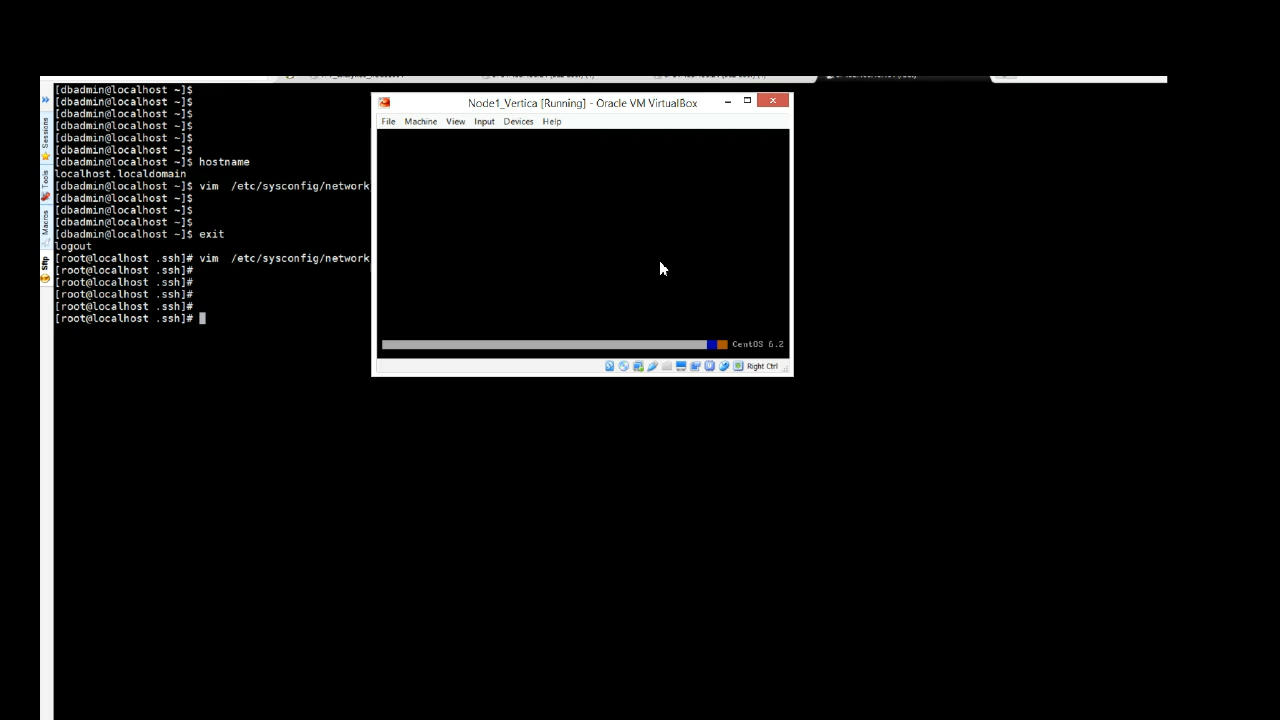 [dbadmin@localhost ~]$
[dbadmin@localhost ~]$
[dbadmin@localhost ~]$
[dbadmin@localhost ~]$
[dbadmin@localhost ~]$
[dbadmin@localhost ~]$
[dbadmin@localhost ~]$ hostname
localhost.localdomain
[dbadmin@localhost ~]$ vim  /etc/sysconfig/network
[dbadmin@localhost ~]$
[dbadmin@localhost ~]$
[dbadmin@localhost ~]$
[dbadmin@localhost ~]$ exit
logout
[root@localhost .ssh]# vim  /etc/sysconfig/network
[root@localhost .ssh]#
[root@localhost .ssh]#
[root@localhost .ssh]#
[root@localhost .ssh]#
[root@localhost .ssh]#
Sessions
Tools
Macros
Sftp
Node1_Vertica [Running] - Oracle VM VirtualBox
File Machine View Input Devices Help
CentOS 6.2
Right Ctrl